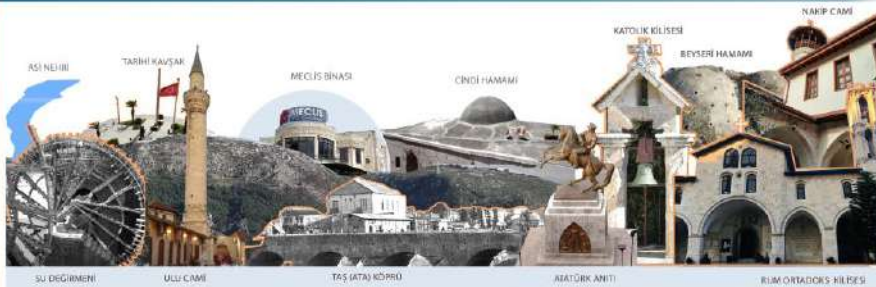 NAKİP CAMİ
KATOLİK KİLİSESİ
BEYSERİ HAMAMI
ASİ NEHRİ
TARİHİ KAVŞAK
MECLİS BİNASI
CİNDİ HAMAMI
MECLİS
SU DEĞİRMENİ
ULU CAMİ
TAŞ (ATA) KÖPRÜ
ATATÜRK ANITI
RUM ORTADOKS KİLİSESİ